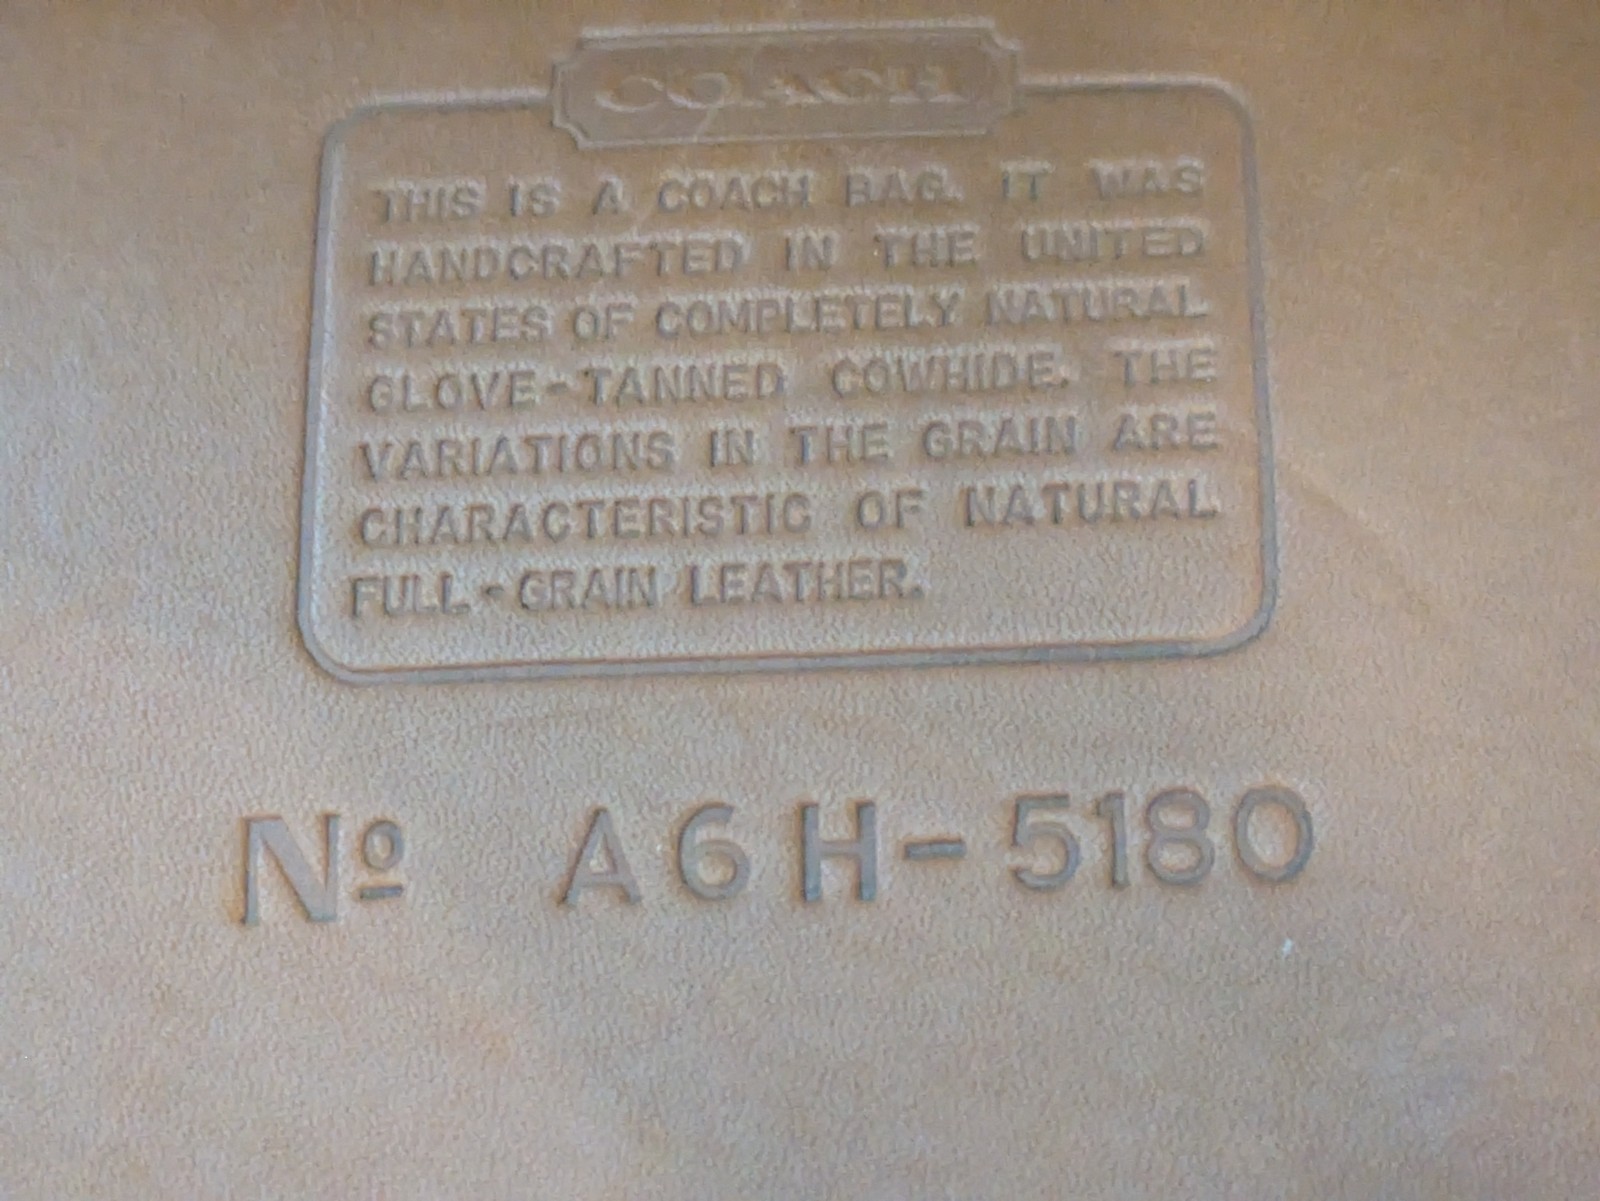 COACH
THIS IS A COACH BAG. IT WAS
HANDCRAFTED IN THE UNITED
STATES OF COMPLETELY NATURAL
GLOVE-TANNED COWHIDE. THE
VARIATIONS IN THE GRAIN ARE
CHARACTERISTIC OF NATURAL
FULL-GRAIN LEATHER.
Nº A6H-5180